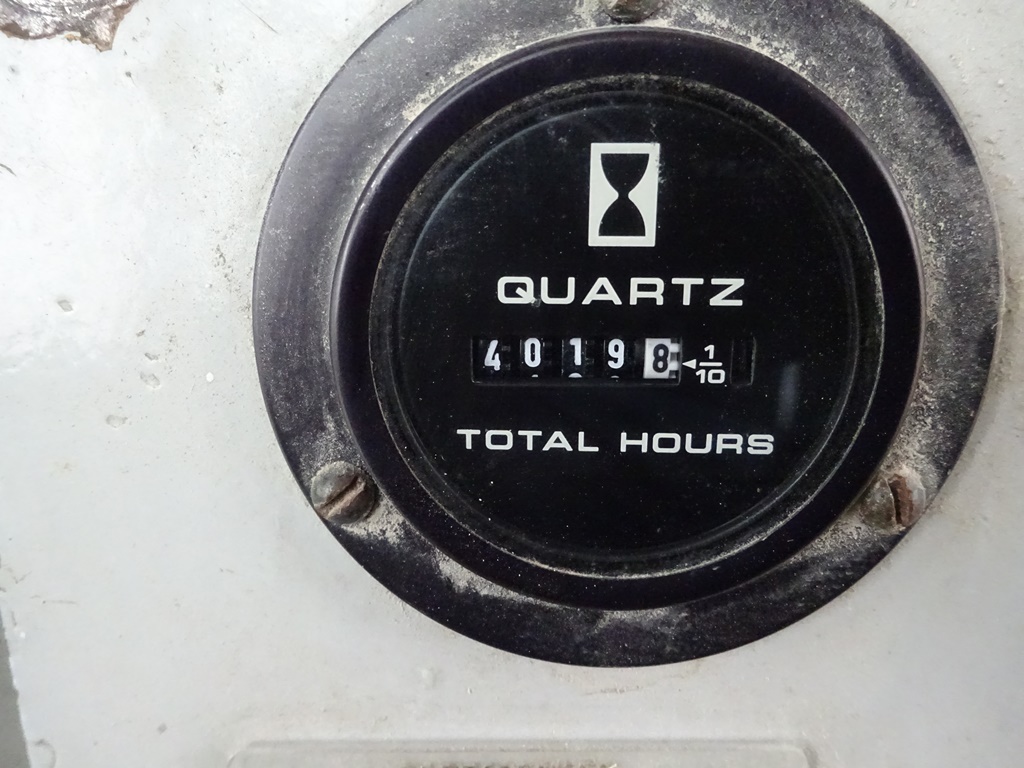 QUARTZ
40198 1/10
TOTAL HOURS